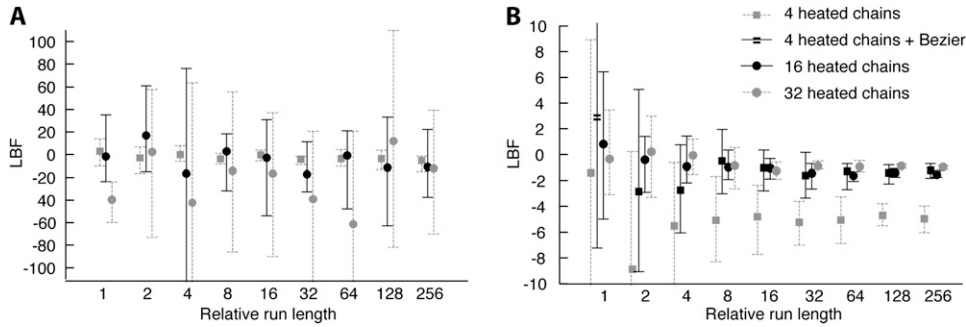 A
LBF
100
80
60
40
20
0
-20
-40
-60
-80
-100
1 2 4 8 16 32 64 128 256
Relative run length
B
4 heated chains
4 heated chains + Bezier
16 heated chains
32 heated chains
LBF
10
8
6
4
2
0
-2
-4
-6
-8
-10
1 2 4 8 16 32 64 128 256
Relative run length